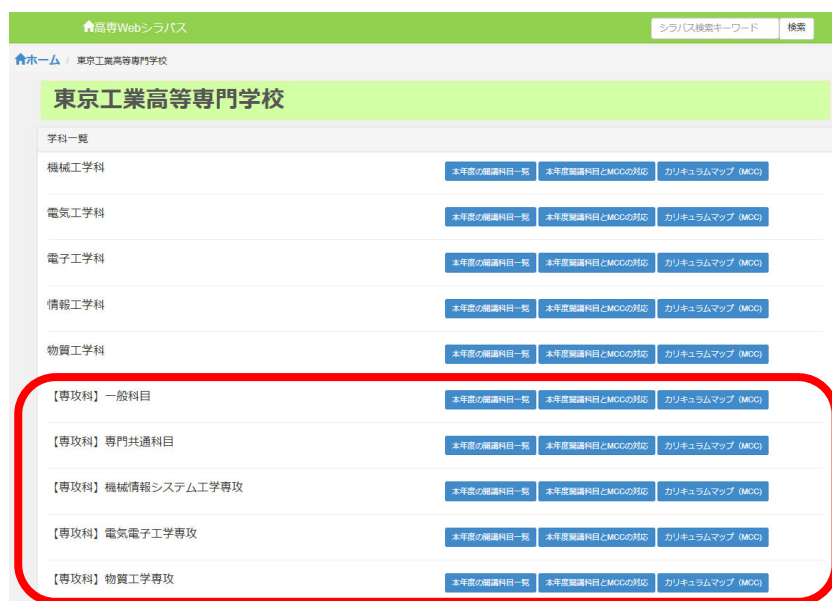 高専Webシラバス シラバス検索キーワード 検索
ホーム / 東京工業高等専門学校
東京工業高等専門学校
学科一覧
機械工学科 本年度の開講科目一覧 本年度開講科目とMCCの対応 カリキュラムマップ (MCC)
電気工学科 本年度の開講科目一覧 本年度開講科目とMCCの対応 カリキュラムマップ (MCC)
電子工学科 本年度の開講科目一覧 本年度開講科目とMCCの対応 カリキュラムマップ (MCC)
情報工学科 本年度の開講科目一覧 本年度開講科目とMCCの対応 カリキュラムマップ (MCC)
物質工学科 本年度の開講科目一覧 本年度開講科目とMCCの対応 カリキュラムマップ (MCC)
【専攻科】一般科目 本年度の開講科目一覧 本年度開講科目とMCCの対応 カリキュラムマップ (MCC)
【専攻科】専門共通科目 本年度の開講科目一覧 本年度開講科目とMCCの対応 カリキュラムマップ (MCC)
【専攻科】機械情報システム工学専攻 本年度の開講科目一覧 本年度開講科目とMCCの対応 カリキュラムマップ (MCC)
【専攻科】電気電子工学専攻 本年度の開講科目一覧 本年度開講科目とMCCの対応 カリキュラムマップ (MCC)
【専攻科】物質工学専攻 本年度の開講科目一覧 本年度開講科目とMCCの対応 カリキュラムマップ (MCC)